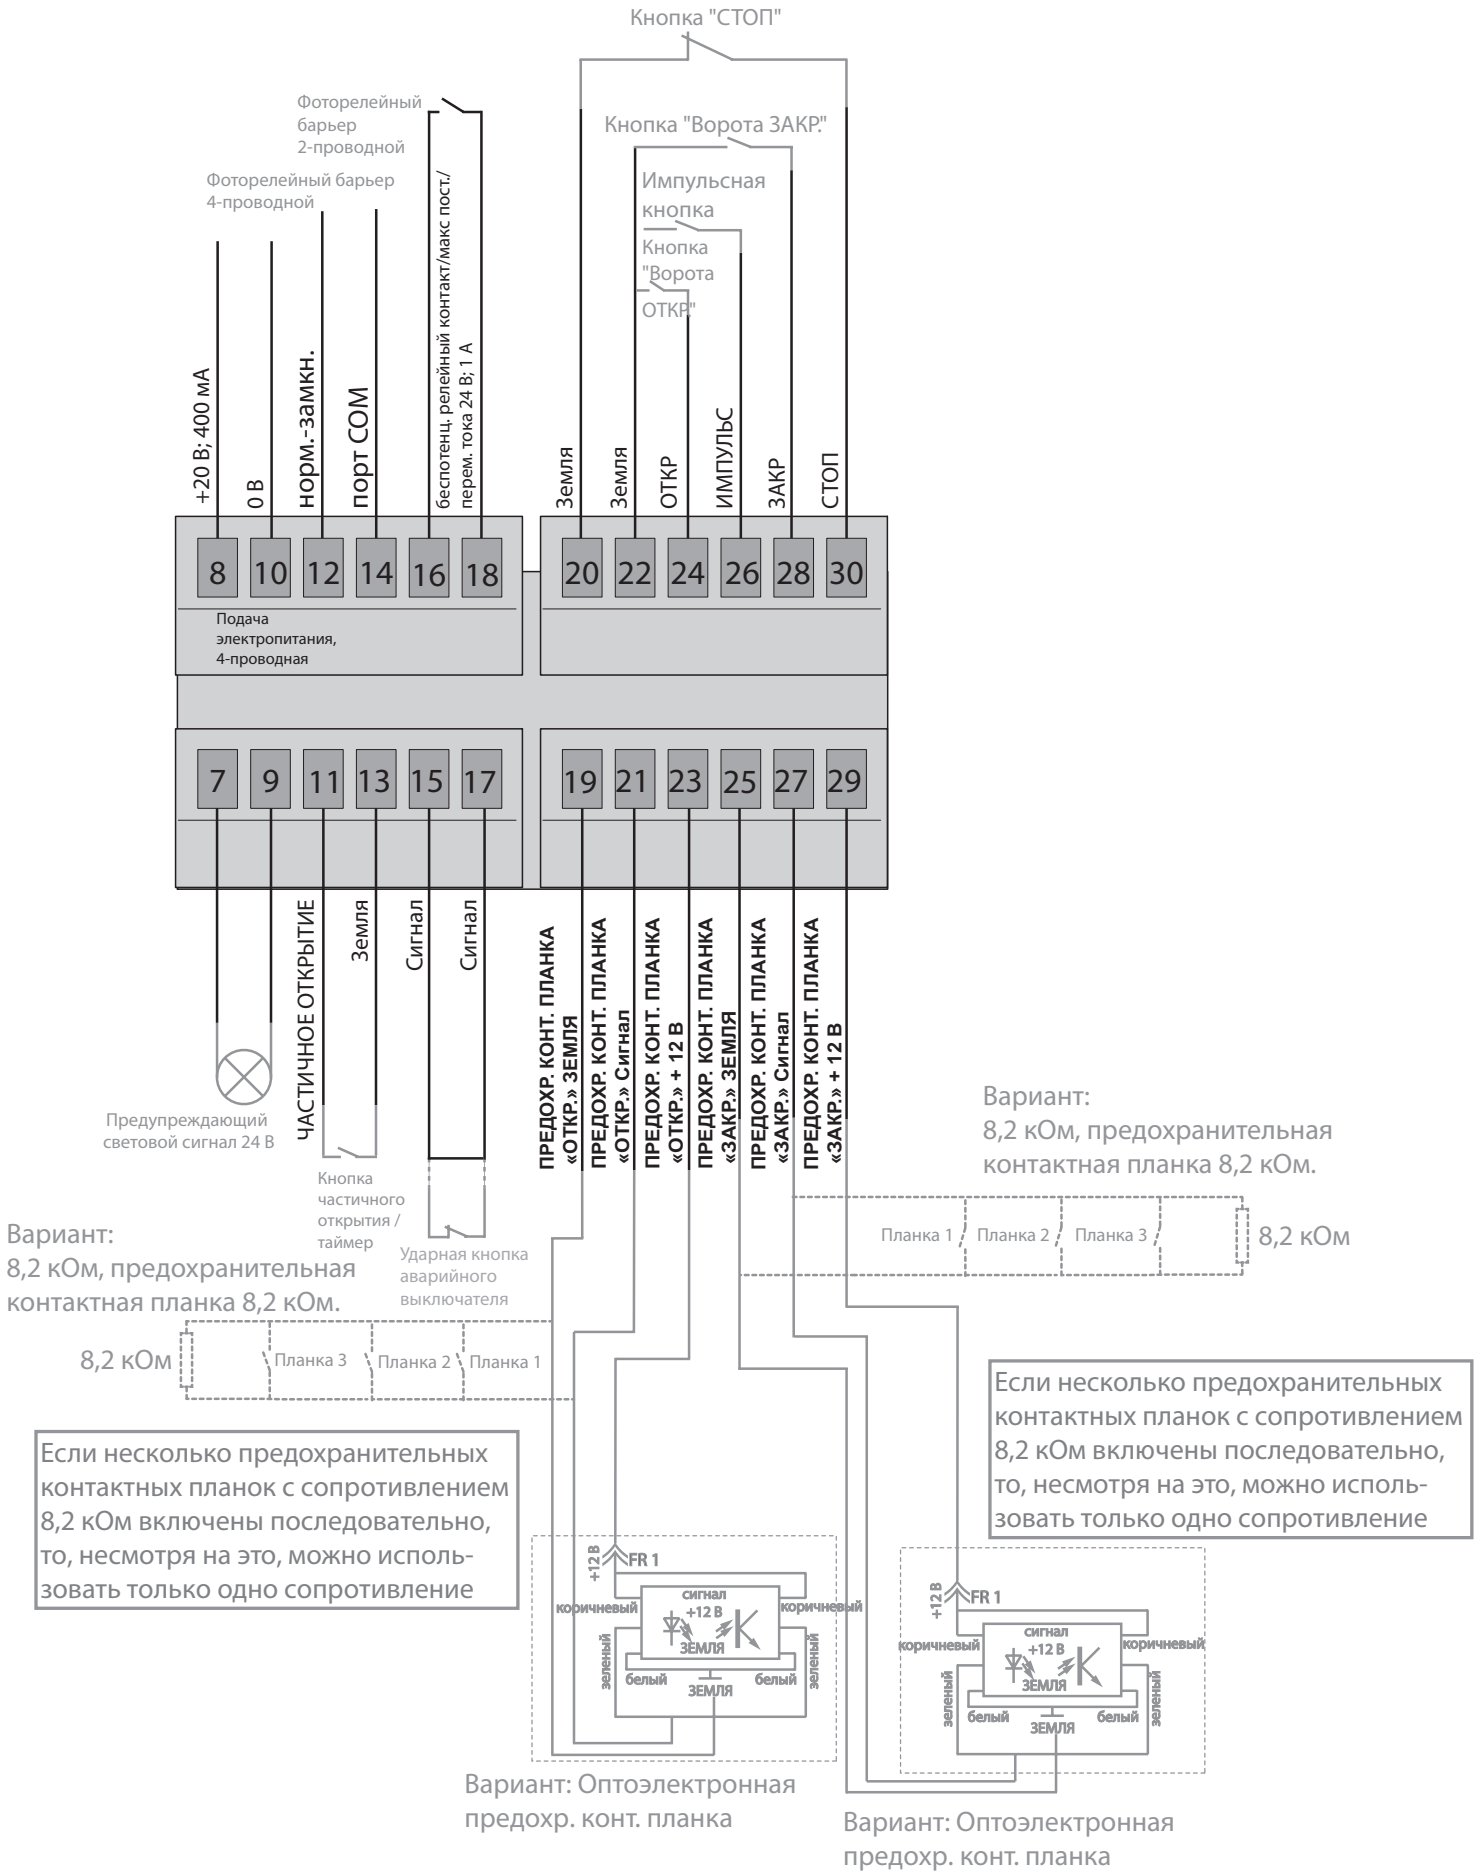 Кнопка "СТОП"
Фоторелейный
барьер
2-проводной
Кнопка "Ворота ЗАКР."
Фоторелейный барьер
4-проводной
Импульсная
кнопка
Кнопка
"Ворота
ОТКР."
+20 В; 400 мА
0 В
норм.-замкн.
порт COM
беспотенц. релейный контакт/макс пост./
перем. тока 24 В; 1 А
Земля
Земля
ОТКР
ИМПУЛЬС
ЗАКР
СТОП
8
10
12
14
16
18
20
22
24
26
28
30
Подача
электропитания,
4-проводная
7
9
11
13
15
17
19
21
23
25
27
29
ЧАСТИЧНОЕ ОТКРЫТИЕ
Земля
Сигнал
Сигнал
ПРЕДОХР. КОНТ. ПЛАНКА
«ОТКР.» ЗЕМЛЯ
ПРЕДОХР. КОНТ. ПЛАНКА
«ОТКР.» Сигнал
ПРЕДОХР. КОНТ. ПЛАНКА
«ОТКР.» + 12 В
ПРЕДОХР. КОНТ. ПЛАНКА
«ЗАКР.» ЗЕМЛЯ
ПРЕДОХР. КОНТ. ПЛАНКА
«ЗАКР.» Сигнал
ПРЕДОХР. КОНТ. ПЛАНКА
«ЗАКР.» + 12 В
Предупреждающий
световой сигнал 24 В
Кнопка
частичного
открытия /
таймер
Ударная кнопка
аварийного
выключателя
Вариант:
8,2 кОм, предохранительная
контактная планка 8,2 кОм.
Планка 1
Планка 2
Планка 3
8,2 кОм
Вариант:
8,2 кОм, предохранительная
контактная планка 8,2 кОм.
8,2 кОм
Планка 3
Планка 2
Планка 1
Если несколько предохранительных
контактных планок с сопротивлением
8,2 кОм включены последовательно,
то, несмотря на это, можно исполь-
зовать только одно сопротивление
Если несколько предохранительных
контактных планок с сопротивлением
8,2 кОм включены последовательно,
то, несмотря на это, можно исполь-
зовать только одно сопротивление
+12 В
FR 1
коричневый
сигнал
+12 В
ЗЕМЛЯ
коричневый
зеленый
белый
ЗЕМЛЯ
белый
зеленый
Вариант: Оптоэлектронная
предохр. конт. планка
+12 В
FR 1
коричневый
сигнал
+12 В
ЗЕМЛЯ
коричневый
зеленый
белый
ЗЕМЛЯ
белый
зеленый
Вариант: Оптоэлектронная
предохр. конт. планка